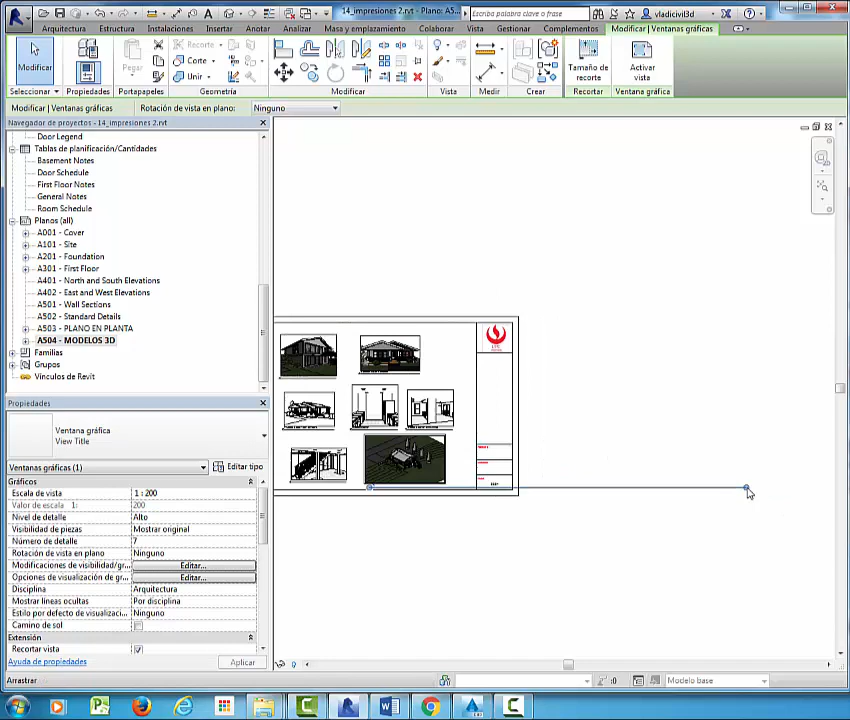 14_impresiones 2.rvt - Plano: A5...
Escriba palabra clave o frase
vladicivil3d
Arquitectura Estructura Instalaciones Insertar Anotar Analizar Masa y emplazamiento Colaborar Vista Gestionar Complementos Modificar | Ventanas gráficas
Modificar
Pegar
Recorte
Corte
Unir
Tamaño de recorte
Activar vista
Seleccionar Propiedades Portapapeles Geometría Modificar Vista Medir Crear Recortar Ventana gráfica
Modificar | Ventanas gráficas Rotación de vista en plano: Ninguno
Navegador de proyectos - 14_impresiones 2.rvt
Door Legend
Tablas de planificación/Cantidades
Basement Notes
Door Schedule
First Floor Notes
General Notes
Room Schedule
Planos (all)
A001 - Cover
A101 - Site
A201 - Foundation
A301 - First Floor
A401 - North and South Elevations
A402 - East and West Elevations
A501 - Wall Sections
A502 - Standard Details
A503 - PLANO EN PLANTA
A504 - MODELOS 3D
Familias
Grupos
Vínculos de Revit
Propiedades
Ventana gráfica
View Title
Ventanas gráficas (1) Editar tipo
Gráficos
Escala de vista 1 : 200
Valor de escala 1: 200
Nivel de detalle Alto
Visibilidad de piezas Mostrar original
Número de detalle 7
Rotación de vista en plano Ninguno
Modificaciones de visibilidad/gr... Editar...
Opciones de visualización de gr... Editar...
Disciplina Arquitectura
Mostrar líneas ocultas Por disciplina
Estilo por defecto de visualizaci... Ninguno
Camino de sol
Extensión
Recortar vista
Ayuda de propiedades Aplicar
Arrastrar
:0
Modelo base